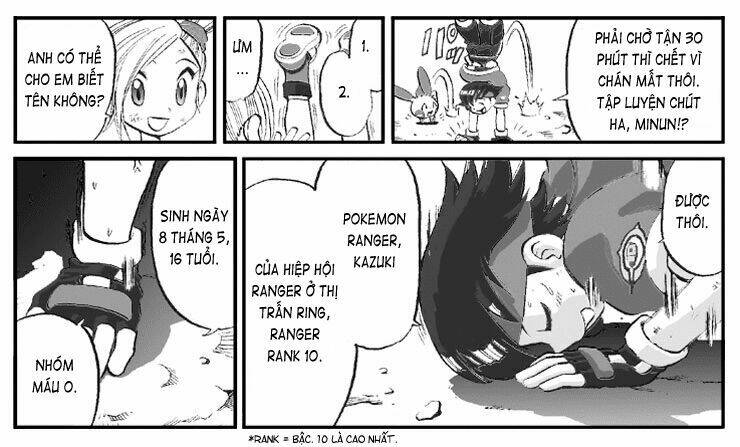 PHẢI CHỜ TẬN 30
PHÚT THÌ CHẾT VÌ
CHÁN MẤT THÔI.
TẬP LUYỆN CHÚT
HA, MINUN!?
1.
2.
ƯM
...
ANH CÓ THỂ
CHO EM BIẾT
TÊN KHÔNG?
ĐƯỢC
THÔI.
POKEMON
RANGER,
KAZUKI
CỦA HIỆP HỘI
RANGER Ở THỊ
TRẤN RING,
RANGER
RANK 10.
SINH NGÀY
8 THÁNG 5,
16 TUỔI.
NHÓM
MÁU O.
*RANK = BẬC. 10 LÀ CAO NHẤT.